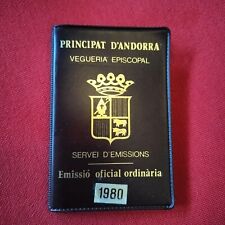 PRINCIPAT D'ANDORRA
VEGUERIA EPISCOPAL
SERVEI D'EMISSIONS
Emissió oficial ordinària
1980